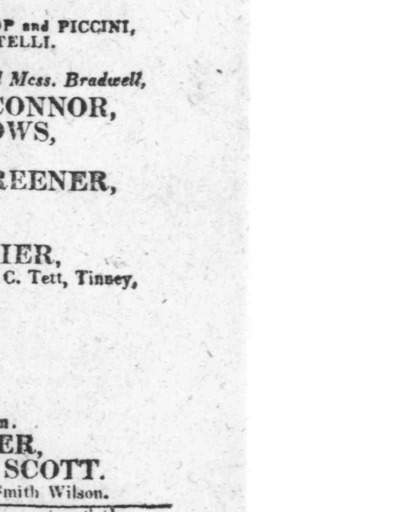 and PICCINI,
TELLI.
Mess. Bradwell,
CONNOR,
OWS,
REENER,
IER,
C. Tett, Tinney,
n.
ER,
SCOTT.
Smith Wilson.